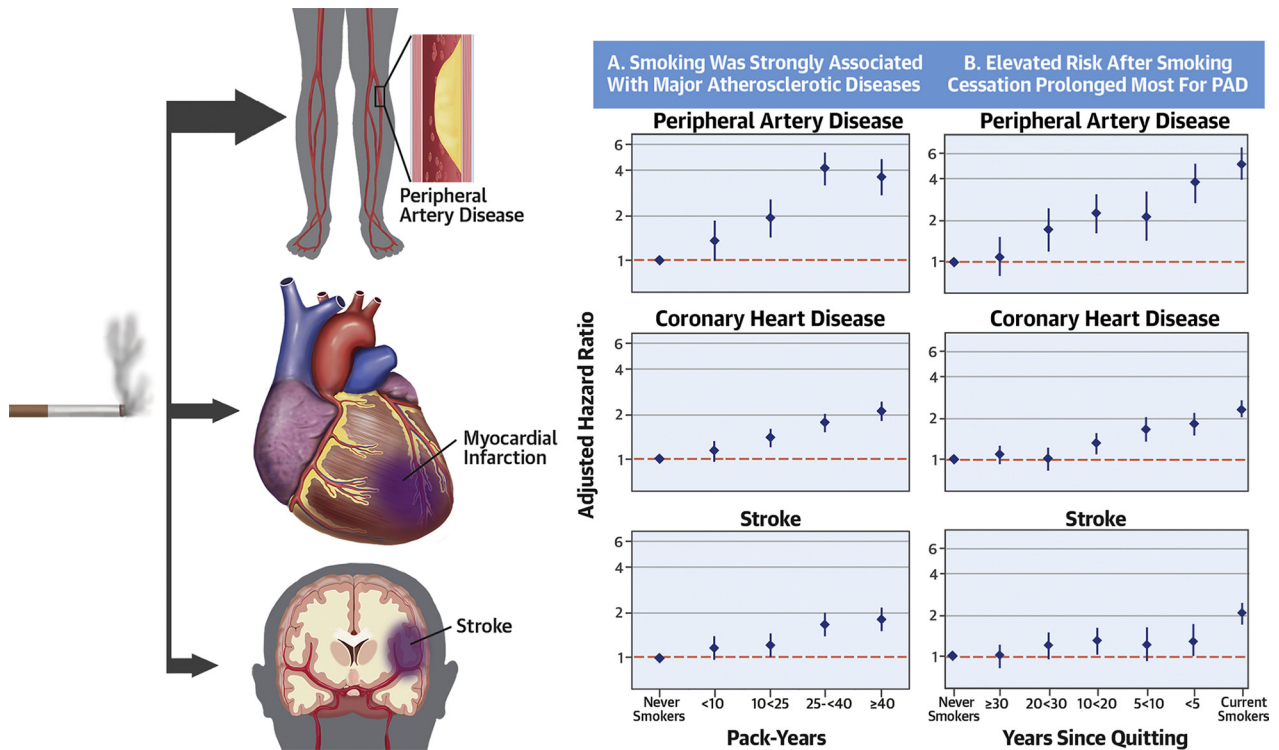 Peripheral
Artery Disease
Myocardial
Infarction
Stroke
A. Smoking Was Strongly Associated
With Major Atherosclerotic Diseases
B. Elevated Risk After Smoking
Cessation Prolonged Most For PAD
Adjusted Hazard Ratio
Peripheral Artery Disease
6
4
2
1
Peripheral Artery Disease
6
4
2
1
Coronary Heart Disease
6
4
2
1
Coronary Heart Disease
6
4
2
1
Stroke
6
4
2
1
Stroke
6
4
2
1
Never
Smokers
<10
10<25
25-<40
≥40
Pack-Years
Never
Smokers
≥30
20<30
10<20
5<10
<5
Current
Smokers
Years Since Quitting